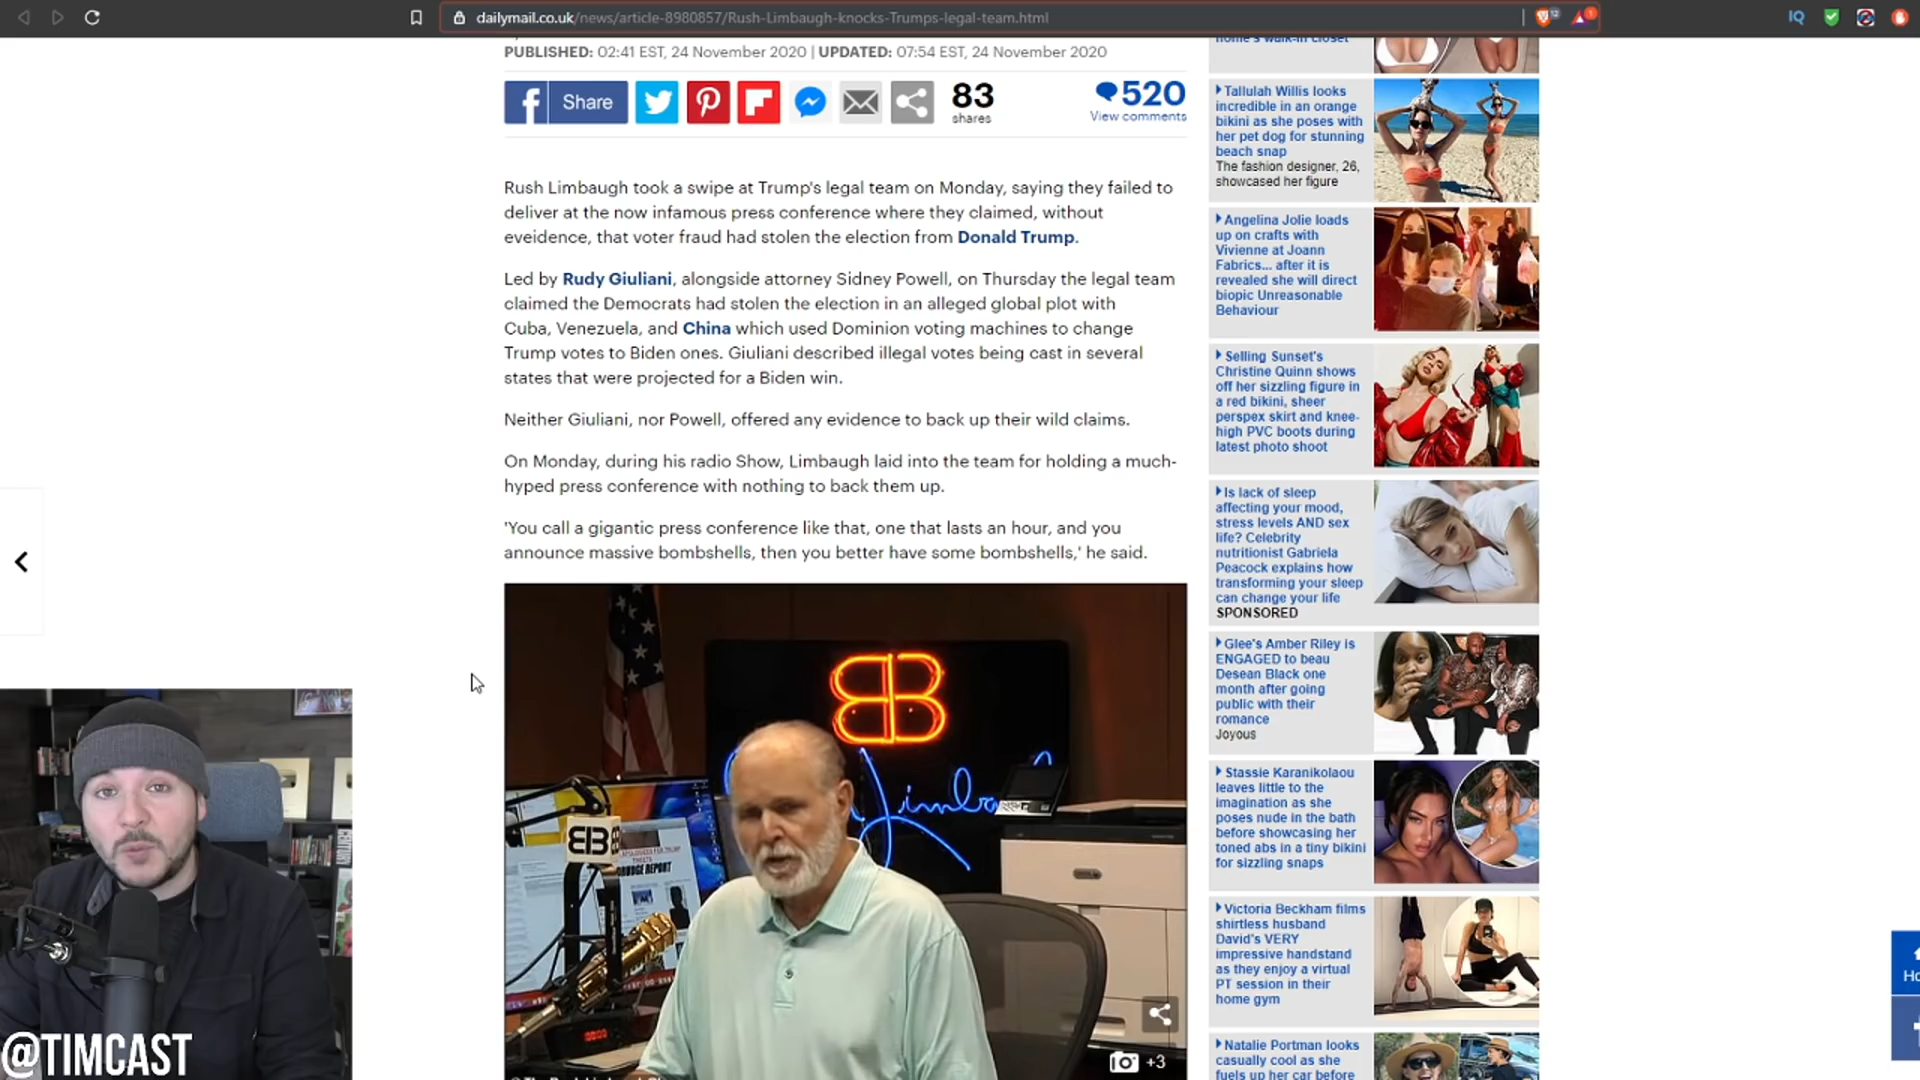 dailymail.co.uk/news/article-8980857/Rush-Limbaugh-knocks-Trumps-legal-team.html
PUBLISHED: 02:41 EST, 24 November 2020 | UPDATED: 07:54 EST, 24 November 2020
Share
83
shares
520
View comments
Rush Limbaugh took a swipe at Trump's legal team on Monday, saying they failed to
deliver at the now infamous press conference where they claimed, without
eveidence, that voter fraud had stolen the election from Donald Trump.
Led by Rudy Giuliani, alongside attorney Sidney Powell, on Thursday the legal team
claimed the Democrats had stolen the election in an alleged global plot with
Cuba, Venezuela, and China which used Dominion voting machines to change
Trump votes to Biden ones. Giuliani described illegal votes being cast in several
states that were projected for a Biden win.
Neither Giuliani, nor Powell, offered any evidence to back up their wild claims.
On Monday, during his radio Show, Limbaugh laid into the team for holding a much-
hyped press conference with nothing to back them up.
'You call a gigantic press conference like that, one that lasts an hour, and you
announce massive bombshells, then you better have some bombshells,' he said.
DRUDGE REPORT
+3
@TIMCAST
home's walk-in closet
Tallulah Willis looks
incredible in an orange
bikini as she poses with
her pet dog for stunning
beach snap
The fashion designer, 26,
showcased her figure
Angelina Jolie loads
up on crafts with
Vivienne at Joann
Fabrics... after it is
revealed she will direct
biopic Unreasonable
Behaviour
Selling Sunset's
Christine Quinn shows
off her sizzling figure in
a red bikini, sheer
perspex skirt and knee-
high PVC boots during
latest photo shoot
Is lack of sleep
affecting your mood,
stress levels AND sex
life? Celebrity
nutritionist Gabriela
Peacock explains how
transforming your sleep
can change your life
SPONSORED
Glee's Amber Riley is
ENGAGED to beau
Desean Black one
month after going
public with their
romance
Joyous
Stassie Karanikolaou
leaves little to the
imagination as she
poses nude in the bath
before showcasing her
toned abs in a tiny bikini
for sizzling snaps
Victoria Beckham films
shirtless husband
David's VERY
impressive handstand
as they enjoy a virtual
PT session in their
home gym
Natalie Portman looks
casually cool as she
fuels up her car before